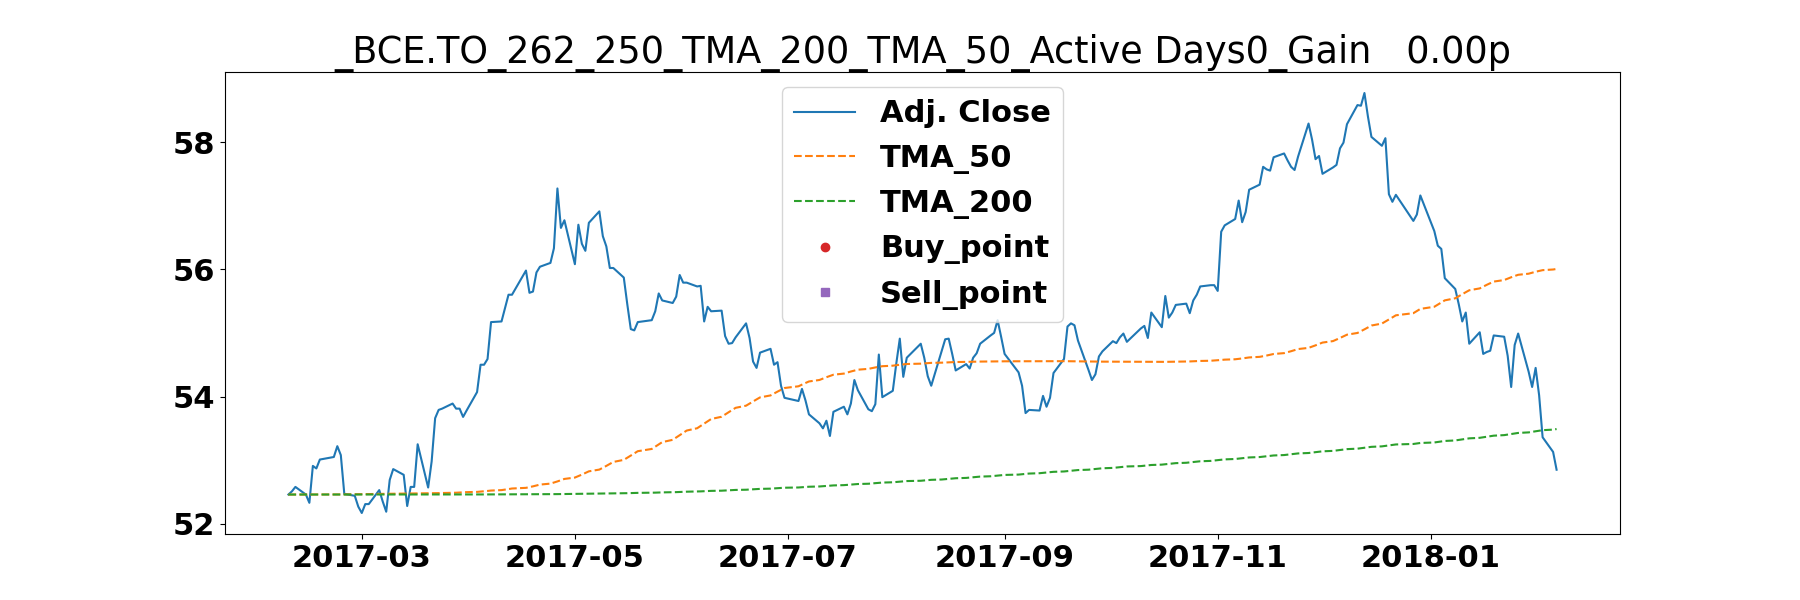 _BCE.TO_262_250_TMA_200_TMA_50_Active Days0_Gain   0.00p
Adj. Close
TMA_50
TMA_200
Buy_point
Sell_point
58
56
54
52
2017-03 2017-05 2017-07 2017-09 2017-11 2018-01